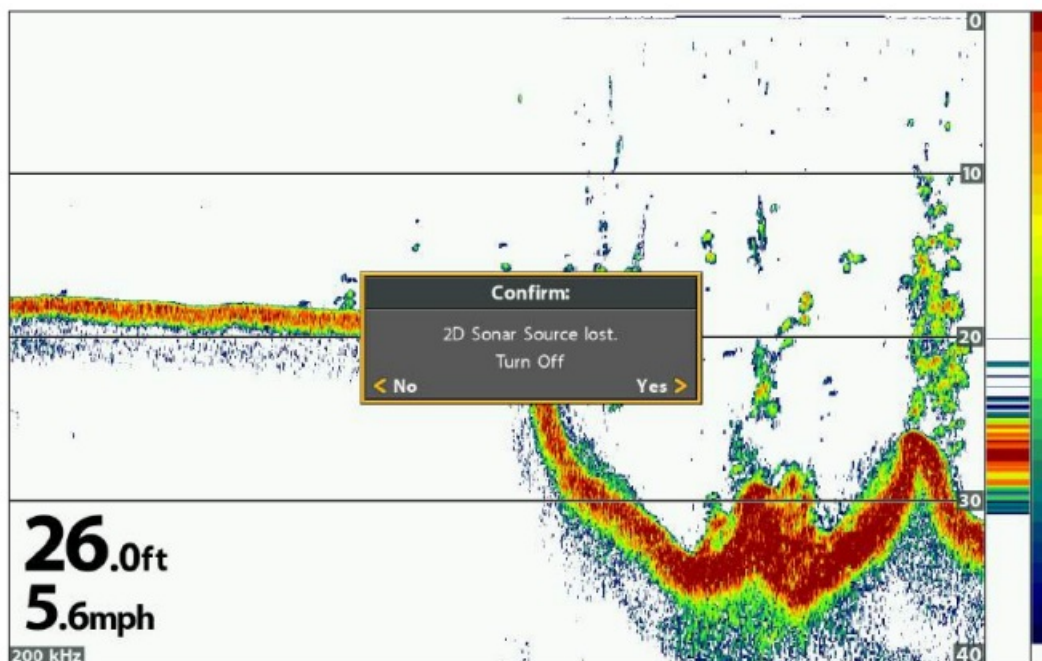 0
10
Confirm:
2D Sonar Source lost.
Turn Off
< No Yes >
20
30
26.0ft
5.6mph
200 kHz
40